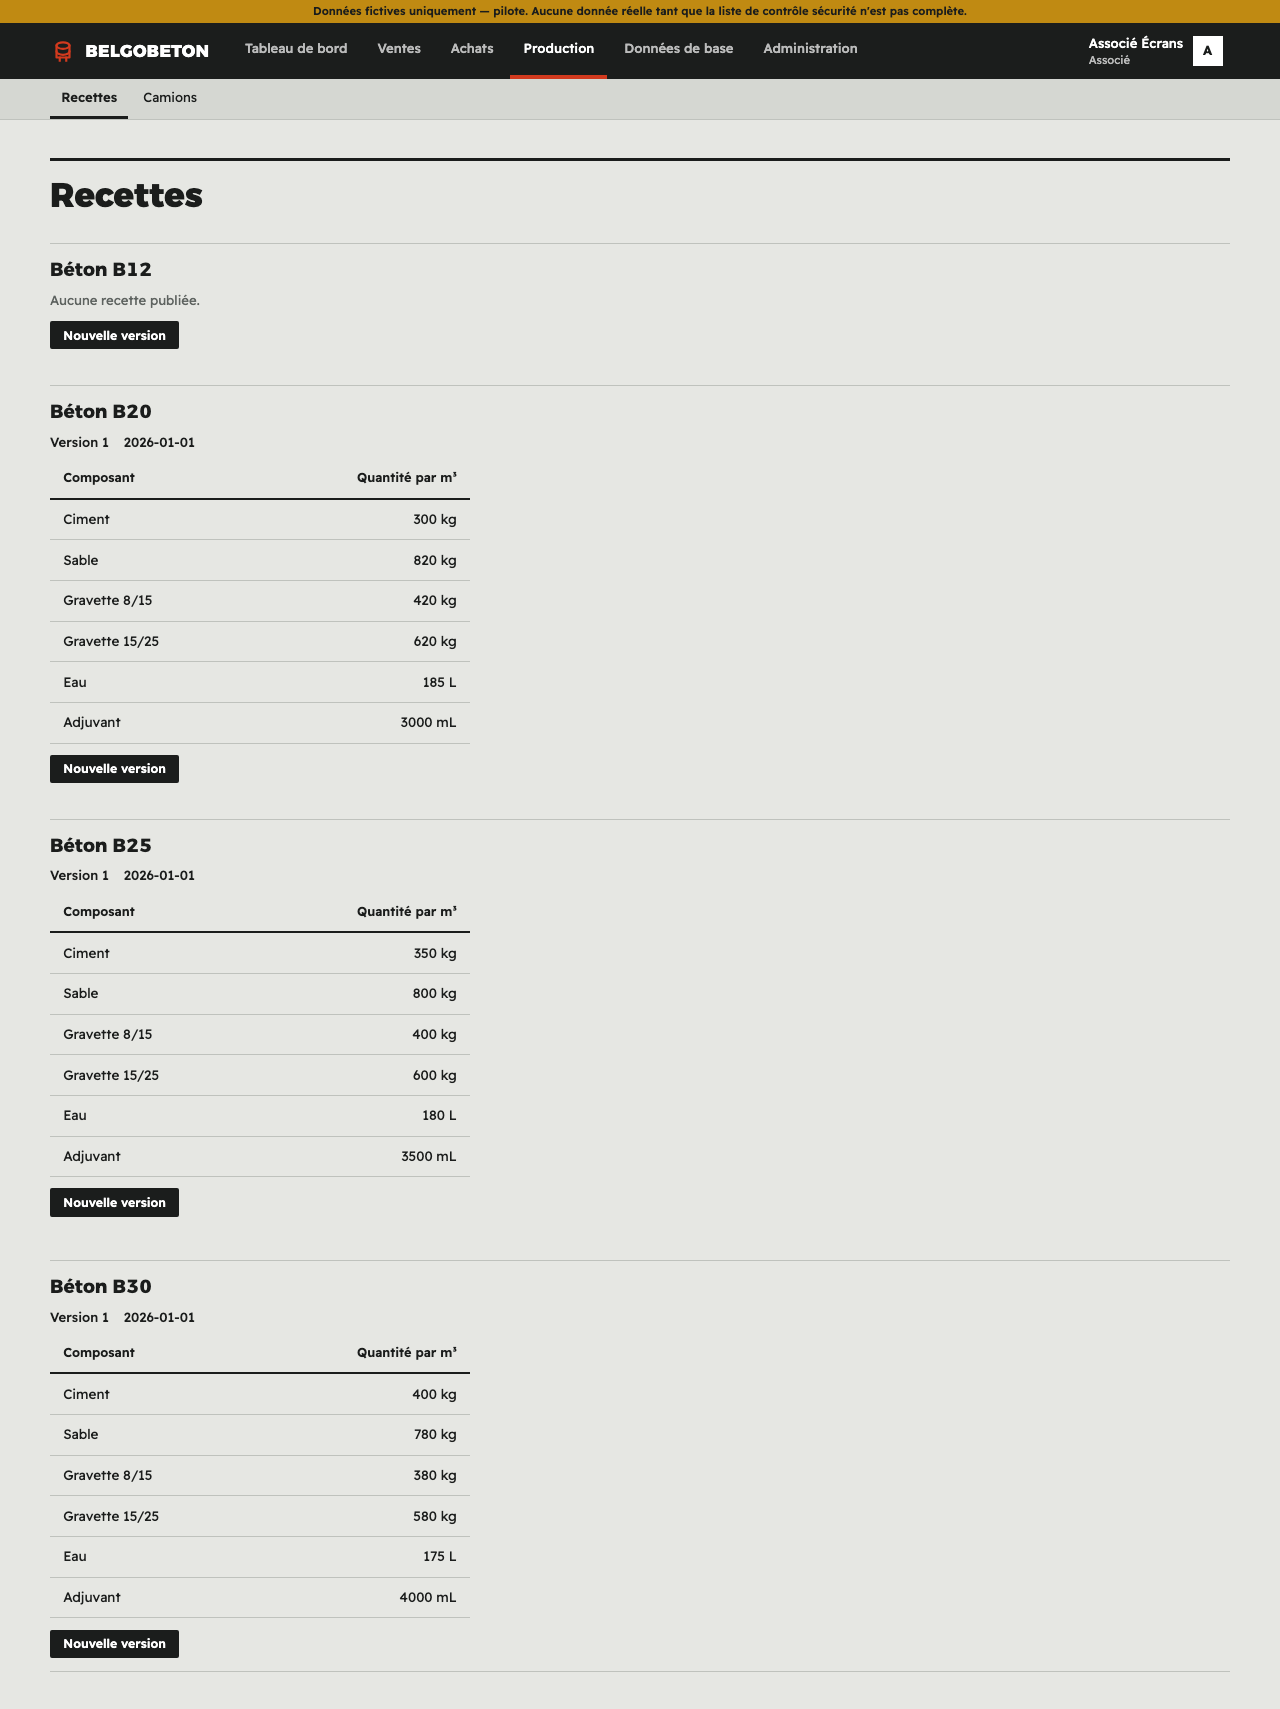 Données fictives uniquement — pilote. Aucune donnée réelle tant que la liste de contrôle sécurité n'est pas complète.
BELGOBETON Tableau de bord Ventes Achats Production Données de base Administration Associé Écrans A
Associé
Recettes Camions
Recettes
Béton B12
Aucune recette publiée.
Nouvelle version
Béton B20
Version 1 2026-01-01
Composant Quantité par m³
Ciment 300 kg
Sable 820 kg
Gravette 8/15 420 kg
Gravette 15/25 620 kg
Eau 185 L
Adjuvant 3000 mL
Nouvelle version
Béton B25
Version 1 2026-01-01
Composant Quantité par m³
Ciment 350 kg
Sable 800 kg
Gravette 8/15 400 kg
Gravette 15/25 600 kg
Eau 180 L
Adjuvant 3500 mL
Nouvelle version
Béton B30
Version 1 2026-01-01
Composant Quantité par m³
Ciment 400 kg
Sable 780 kg
Gravette 8/15 380 kg
Gravette 15/25 580 kg
Eau 175 L
Adjuvant 4000 mL
Nouvelle version